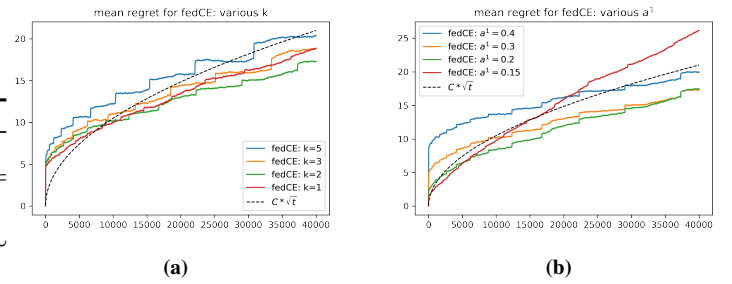 mean regret for fedCE: various k
20
15
10
5
0
fedCE: k=5
fedCE: k=3
fedCE: k=2
fedCE: k=1
C * √t
0 5000 10000 15000 20000 25000 30000 35000 40000
(a)
mean regret for fedCE: various a¹
25
20
15
10
5
0
fedCE: a¹ = 0.4
fedCE: a¹ = 0.3
fedCE: a¹ = 0.2
fedCE: a¹ = 0.15
C * √t
0 5000 10000 15000 20000 25000 30000 35000 40000
(b)